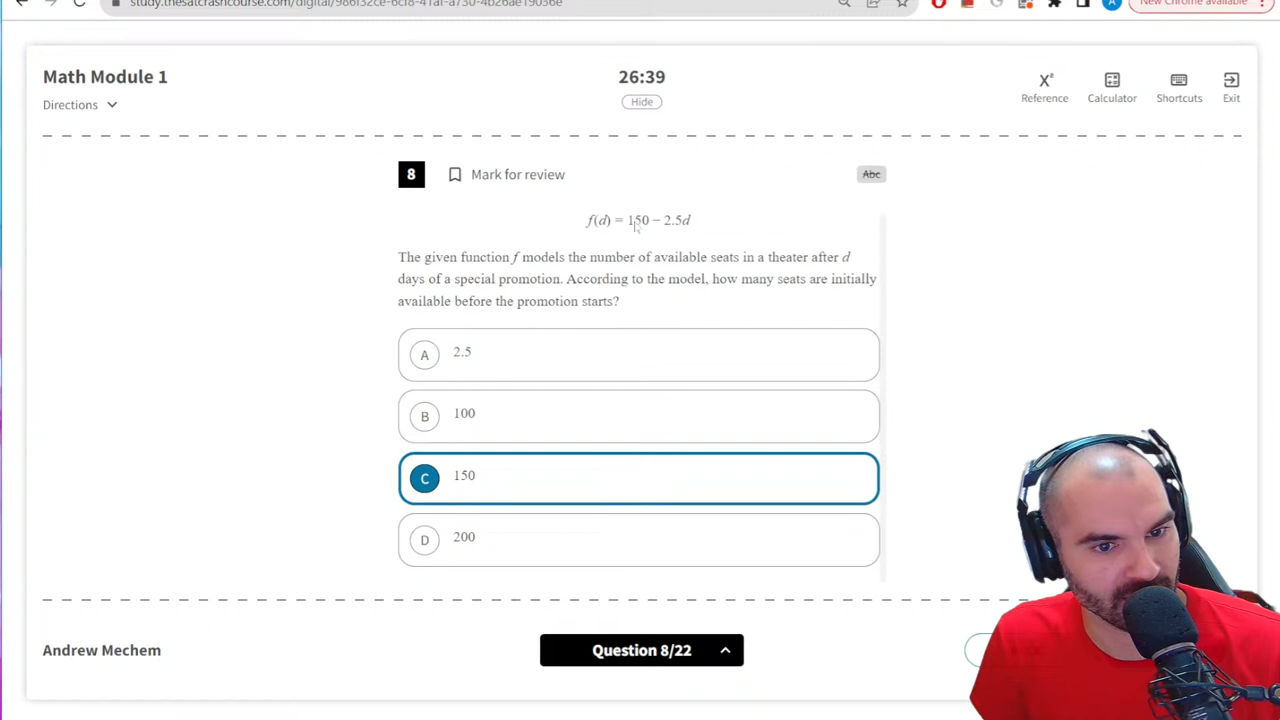 study.thesatcrashcourse.com/digital/
New Chrome available
Math Module 1
26:39
Directions
Hide
Reference
Calculator
Shortcuts
Exit
8
Mark for review
Abc
f(d) = 150 − 2.5d
The given function f models the number of available seats in a theater after d
days of a special promotion. According to the model, how many seats are initially
available before the promotion starts?
A 2.5
B 100
C 150
D 200
Andrew Mechem
Question 8/22